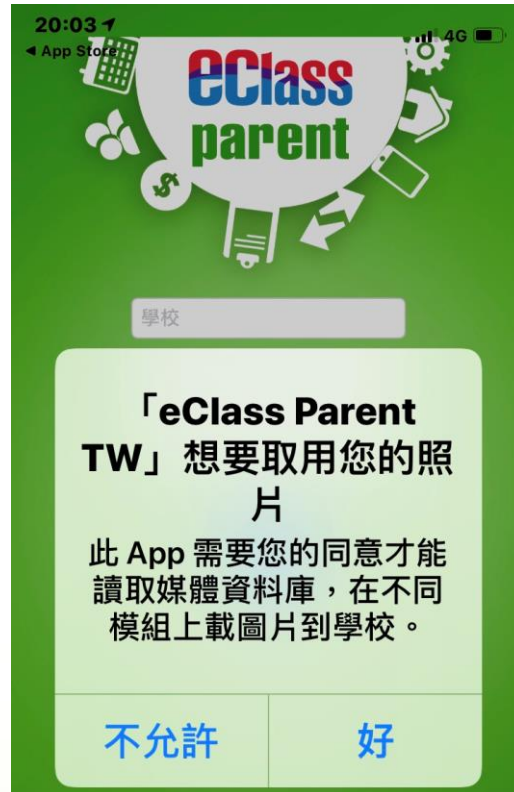 20:03
4G
◀ App Store
eClass
parent
$
學校
「eClass Parent
TW」想要取用您的照
片
此 App 需要您的同意才能
讀取媒體資料庫，在不同
模組上載圖片到學校。
不允許
好